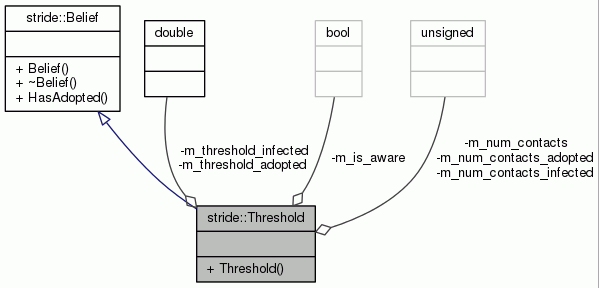 stride::Belief
+ Belief()
+ ~Belief()
+ HasAdopted()
double
bool
unsigned
-m_threshold_infected
-m_threshold_adopted
-m_is_aware
-m_num_contacts
-m_num_contacts_adopted
-m_num_contacts_infected
stride::Threshold
+ Threshold()